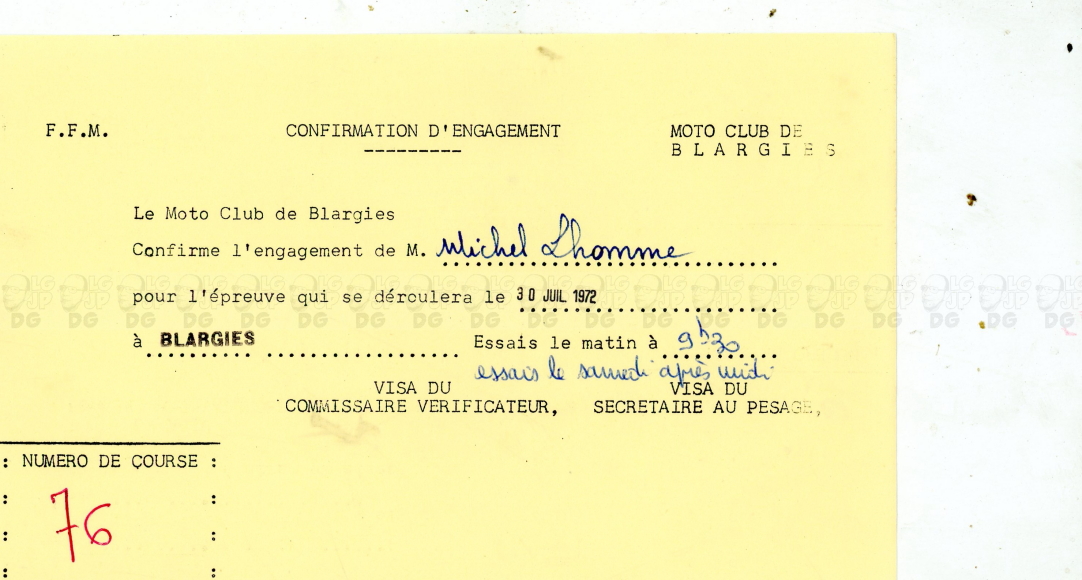 F.F.M. CONFIRMATION D'ENGAGEMENT MOTO CLUB DE
--------- B L A R G I E S
Le Moto Club de Blargies
Confirme l'engagement de M. Michel Lhomme
pour l'épreuve qui se déroulera le 30 JUIL 1972
à BLARGIES Essais le matin à 9h30
essais le samedi après midi
VISA DU VISA DU
COMMISSAIRE VERIFICATEUR, SECRETAIRE AU PESAGE,
: NUMERO DE COURSE :
: 76 :